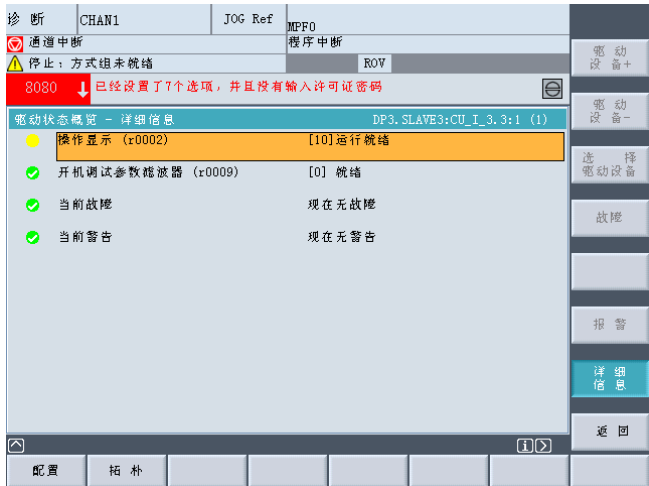 诊 断 CHAN1 JOG Ref MPF0
通道中断 程序中断
停止：方式组未就绪 ROV
8080 已经设置了7个选项，并且没有输入许可证密码
驱动状态概览 - 详细信息 DP3.SLAVE3:CU_I_3.3:1 (1)
操作显示 (r0002) [10]运行就绪
开机调试参数滤波器 (r0009) [0] 就绪
当前故障 现在无故障
当前警告 现在无警告
驱 动
设 备+
驱 动
设 备-
选 择
驱动设备
故障
报 警
详 细
信 息
返 回
配置 拓 朴